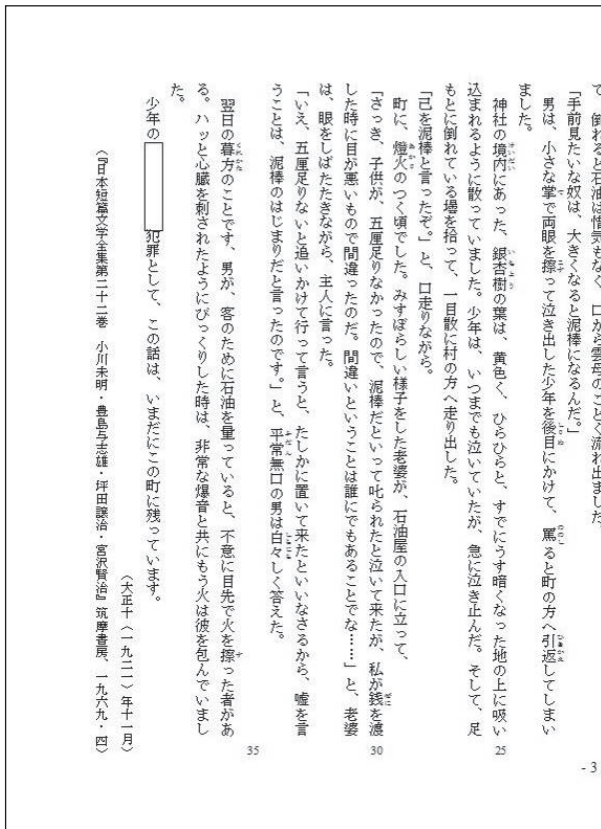 て、倒れると石油は惜気もなく、口から雲母のごとく流れ出ました。
「手前見たいな奴は、大きくなると泥棒になるんだ。」
男は、小さな掌で両眼を擦って泣き出した少年を後目にかけて、罵ると町の方へ引返してしまい
ました。
神社の境内にあった、銀杏樹の葉は、黄色く、ひらひらと、すでにうす暗くなった地の上に吸い
込まれるように散っていました。少年は、いつまでも泣いていたが、急に泣き止んだ。そして、足
もとに倒れている壜を拾って、一目散に村の方へ走り出した。
「己を泥棒と言ったぞ。」と、口走りながら。
町に、燈火のつく頃でした。みすぼらしい様子をした老婆が、石油屋の入口に立って、
「さっき、子供が、五厘足りなかったので、泥棒だといって叱られたと泣いて来たが、私が銭を渡
した時に目が悪いもので間違ったのだ。間違いということは誰にでもあることでな……」と、老婆
は、眼をしばたたきながら、主人に言った。
「いえ、五厘足りないと追いかけて行って言うと、たしかに置いて来たといいなさるから、嘘を言
うことは、泥棒のはじまりだと言ったのです。」と、平常無口の男は白々しく答えた。
翌日の暮方のことです、男が、客のために石油を量っていると、不意に目先で火を擦った者があ
る。ハッと心臓を刺されたようにびっくりした時は、非常な爆音と共にもう火は彼を包んでいまし
た。
少年の犯罪として、この話は、いまだにこの町に残っています。
（大正十（一九二一）年十一月）
（『日本短篇文学全集第二十二巻 小川未明・豊島与志雄・坪田譲治・宮沢賢治』筑摩書房、一九六九・四）
25
30
35
- 3